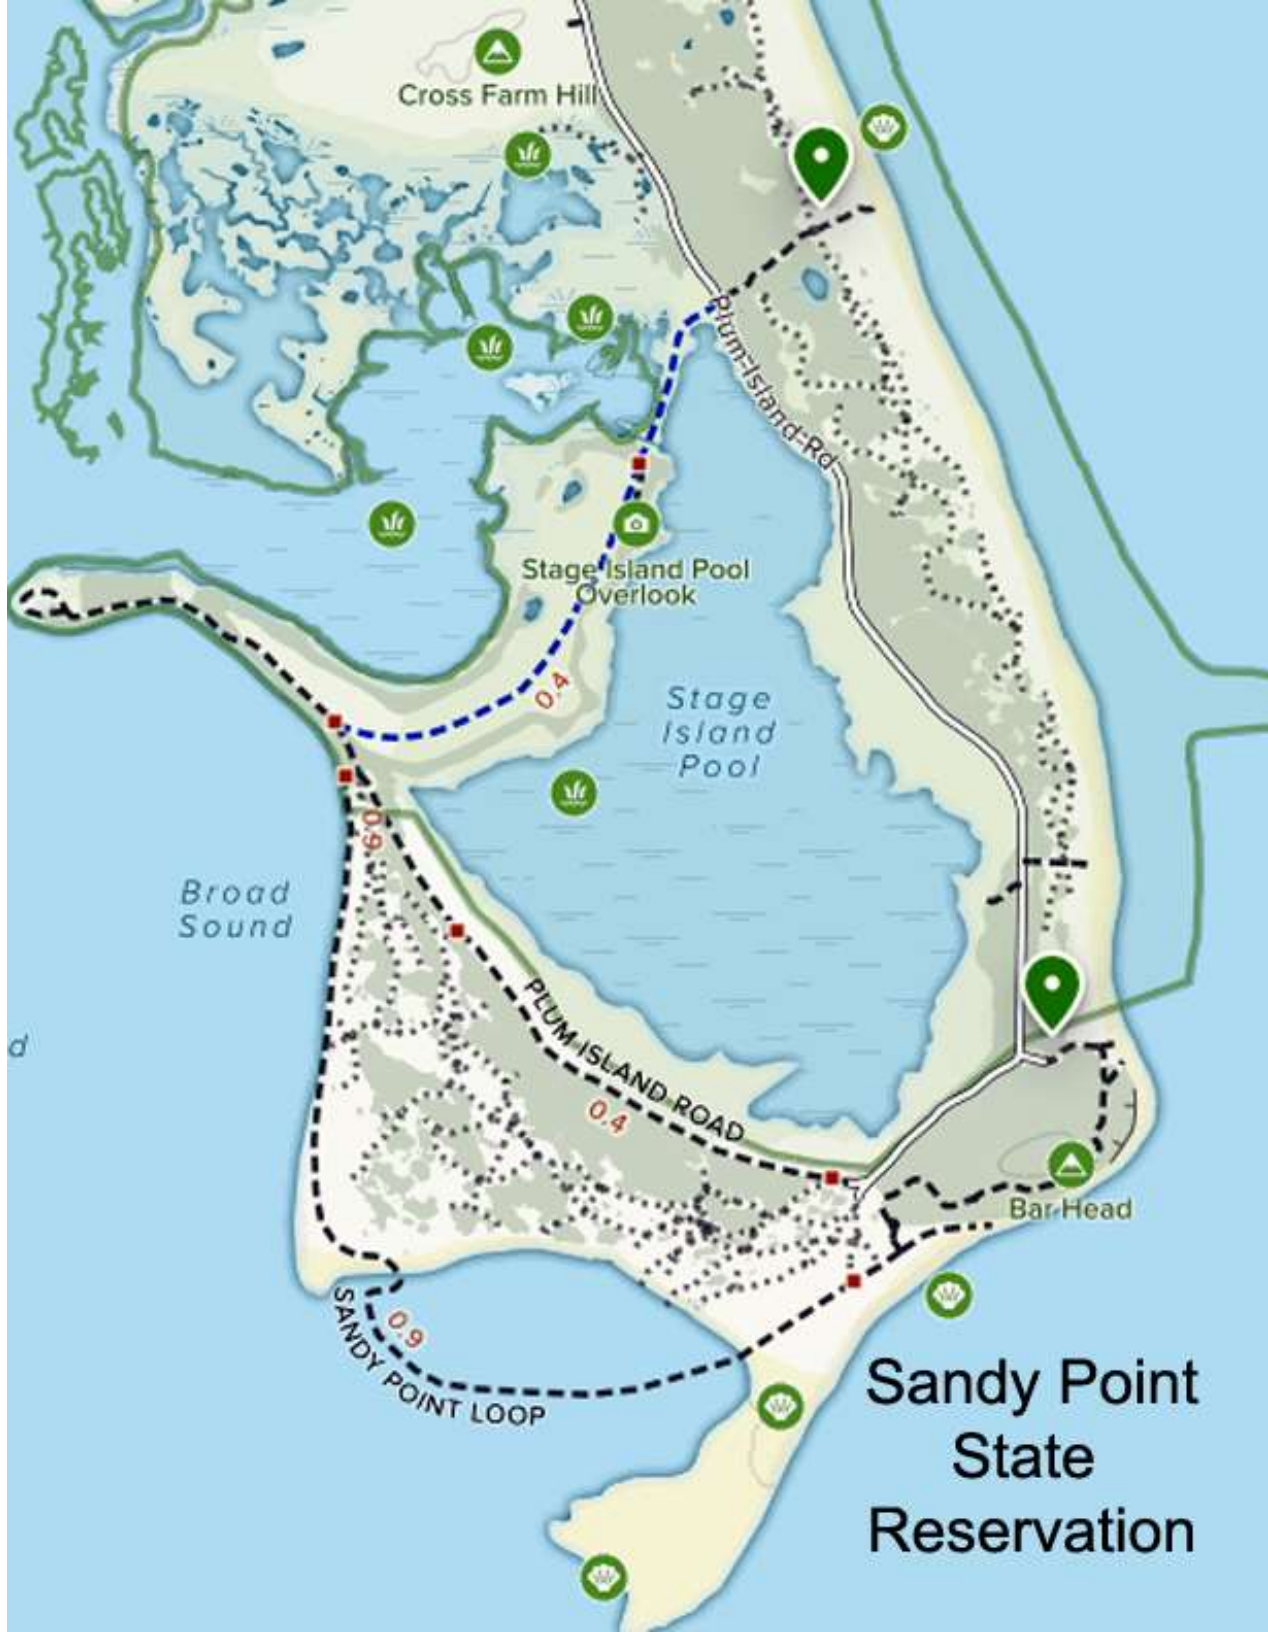 Cross Farm Hill
Plum-Island-Rd
Stage Island Pool
Overlook
0.4
Stage
Island
Pool
0.9
Broad
Sound
d
PLUM ISLAND ROAD
0.4
Bar Head
0.9
SANDY POINT LOOP
Sandy Point
State
Reservation